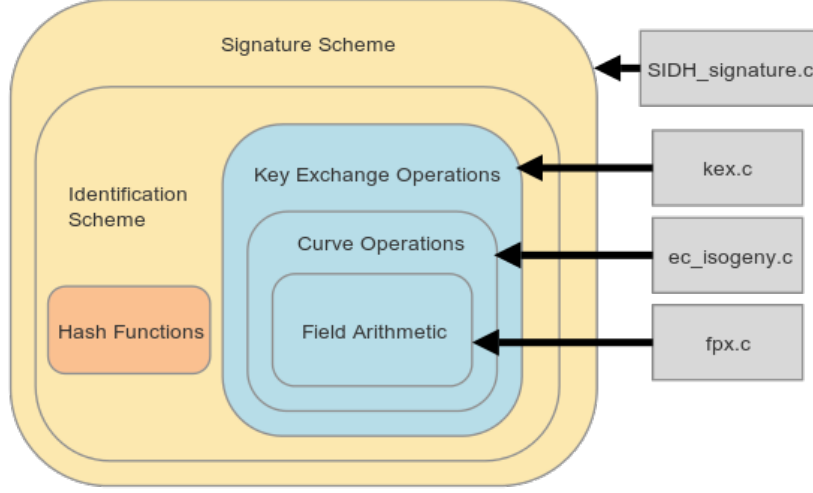 Signature Scheme
SIDH_signature.c
Key Exchange Operations
kex.c
Identification
Scheme
Curve Operations
ec_isogeny.c
Hash Functions
Field Arithmetic
fpx.c